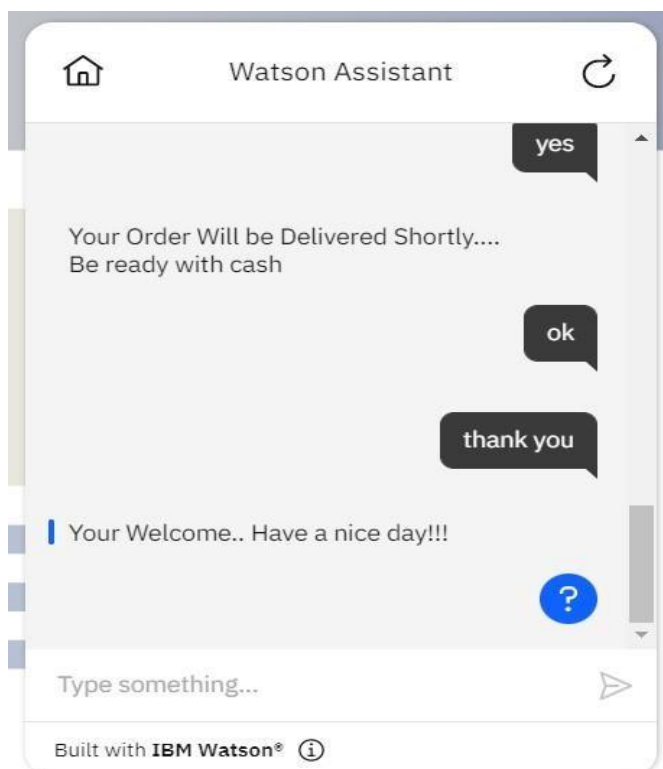 Watson Assistant
yes
Your Order Will be Delivered Shortly....
Be ready with cash
ok
thank you
Your Welcome.. Have a nice day!!!
?
Type something...
Built with IBM Watson®